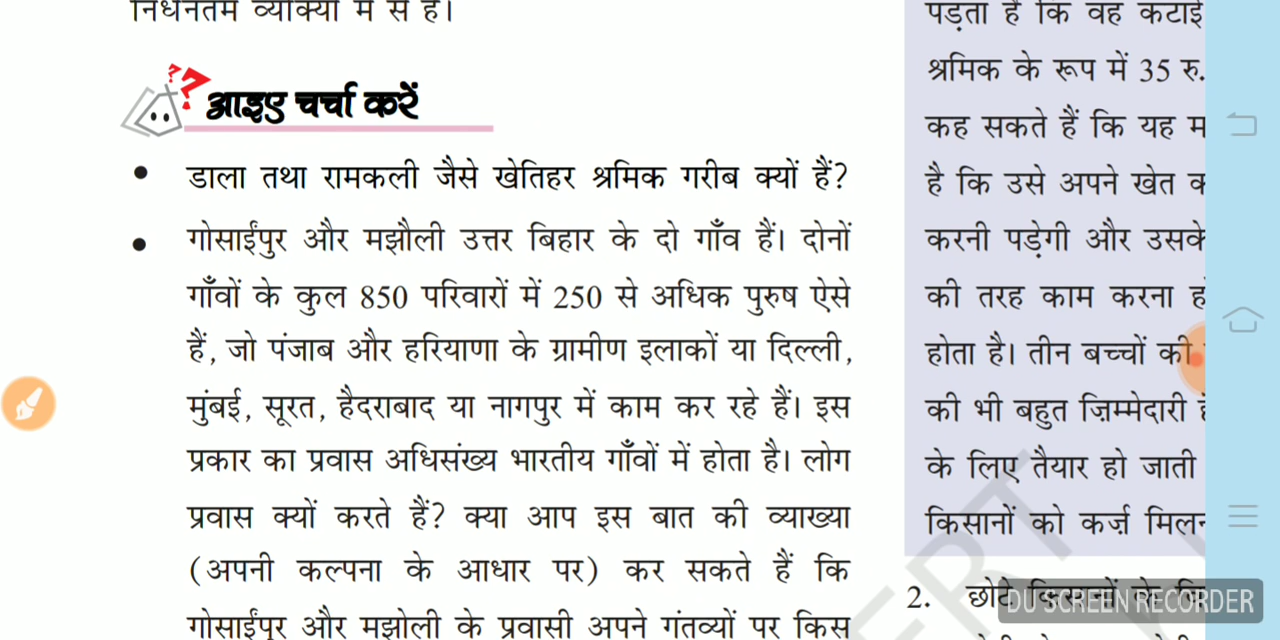 निर्धनतम व्यक्तियों में से हैं।
आइए चर्चा करें
• डाला तथा रामकली जैसे खेतिहर श्रमिक गरीब क्यों हैं?
• गोसाईंपुर और मझौली उत्तर बिहार के दो गाँव हैं। दोनों
गाँवों के कुल 850 परिवारों में 250 से अधिक पुरुष ऐसे
हैं, जो पंजाब और हरियाणा के ग्रामीण इलाकों या दिल्ली,
मुंबई, सूरत, हैदराबाद या नागपुर में काम कर रहे हैं। इस
प्रकार का प्रवास अधिसंख्य भारतीय गाँवों में होता है। लोग
प्रवास क्यों करते हैं? क्या आप इस बात की व्याख्या
(अपनी कल्पना के आधार पर) कर सकते हैं कि
गोसाईंपुर और मझोली के प्रवासी अपने गंतव्यों पर किस
पड़ता है कि वह कटाई
श्रमिक के रूप में 35 रु.
कह सकते हैं कि यह
है कि उसे अपने खेत
करनी पड़ेगी और उसके
की तरह काम करना
होता है। तीन बच्चों की
की भी बहुत ज़िम्मेदारी
के लिए तैयार हो जाती
किसानों को कर्ज़
2. छोटे किसानों के
DU SCREEN RECORDER